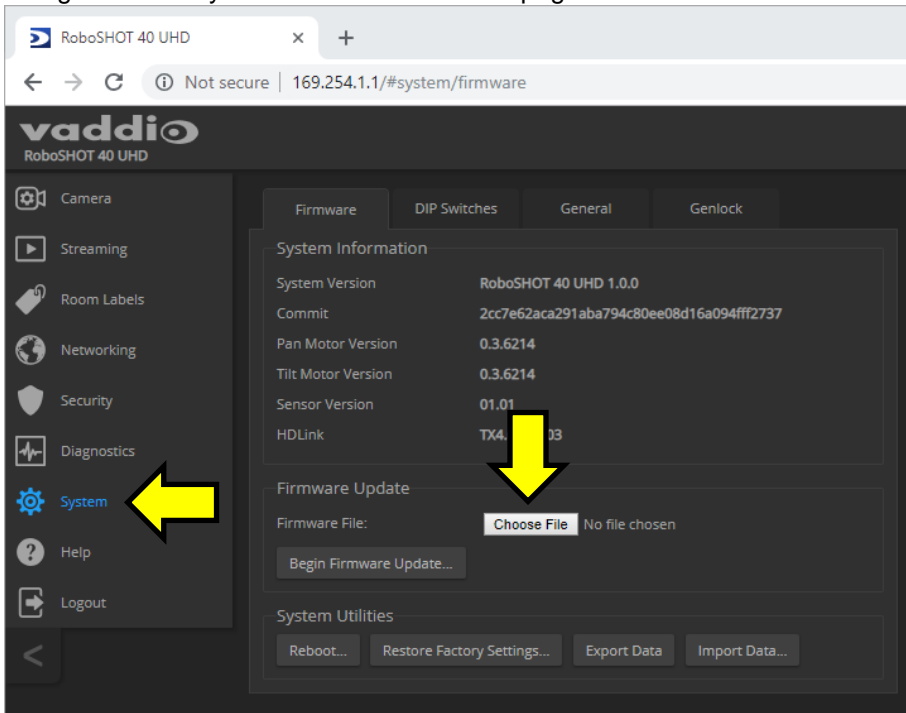 RoboSHOT 40 UHD
Not secure | 169.254.1.1/#system/firmware
vaddio
RoboSHOT 40 UHD
Camera
Streaming
Room Labels
Networking
Security
Diagnostics
System
Help
Logout
Firmware DIP Switches General Genlock
System Information
System Version RoboSHOT 40 UHD 1.0.0
Commit 2cc7e62aca291aba794c80ee08d16a094fff2737
Pan Motor Version 0.3.6214
Tilt Motor Version 0.3.6214
Sensor Version 01.01
HDLink TX4. 03
Firmware Update
Firmware File: Choose File No file chosen
Begin Firmware Update...
System Utilities
Reboot... Restore Factory Settings... Export Data Import Data...